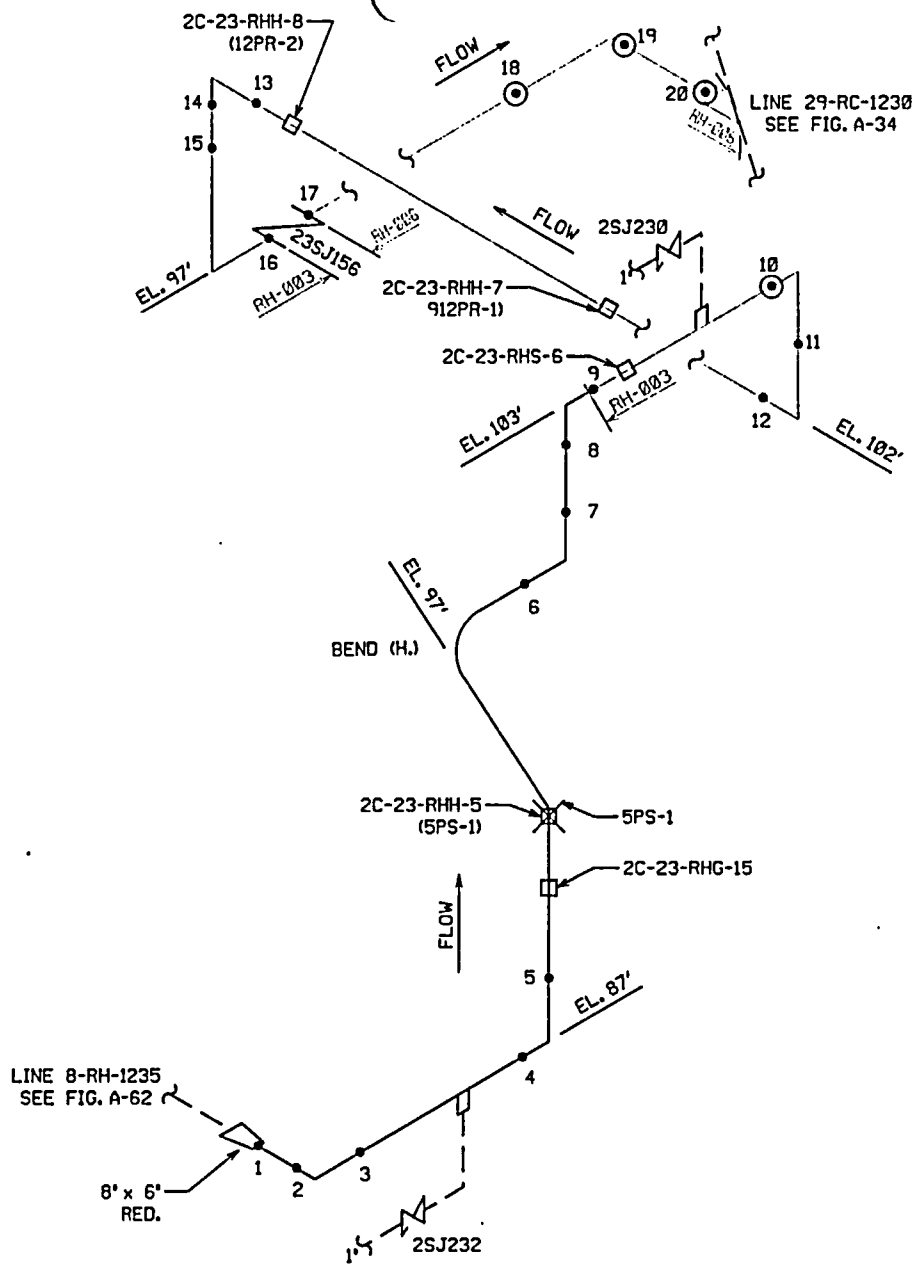 2C-23-RHH-8
(12PR-2)
FLOW
18
19
20
LINE 29-RC-1230
SEE FIG. A-34
13
14
15
17
16
23SJ156
RH-006
RH-003
EL. 97'
FLOW
2SJ230
1"
10
11
12
2C-23-RHH-7
912PR-1)
2C-23-RHS-6
9
RH-003
EL. 103'
EL. 102'
8
7
6
EL. 97'
BEND (H.)
2C-23-RHH-5
(5PS-1)
5PS-1
2C-23-RHG-15
FLOW
5
EL. 87'
4
LINE 8-RH-1235
SEE FIG. A-62
1
2
3
8" x 6"
RED.
1"
2SJ232